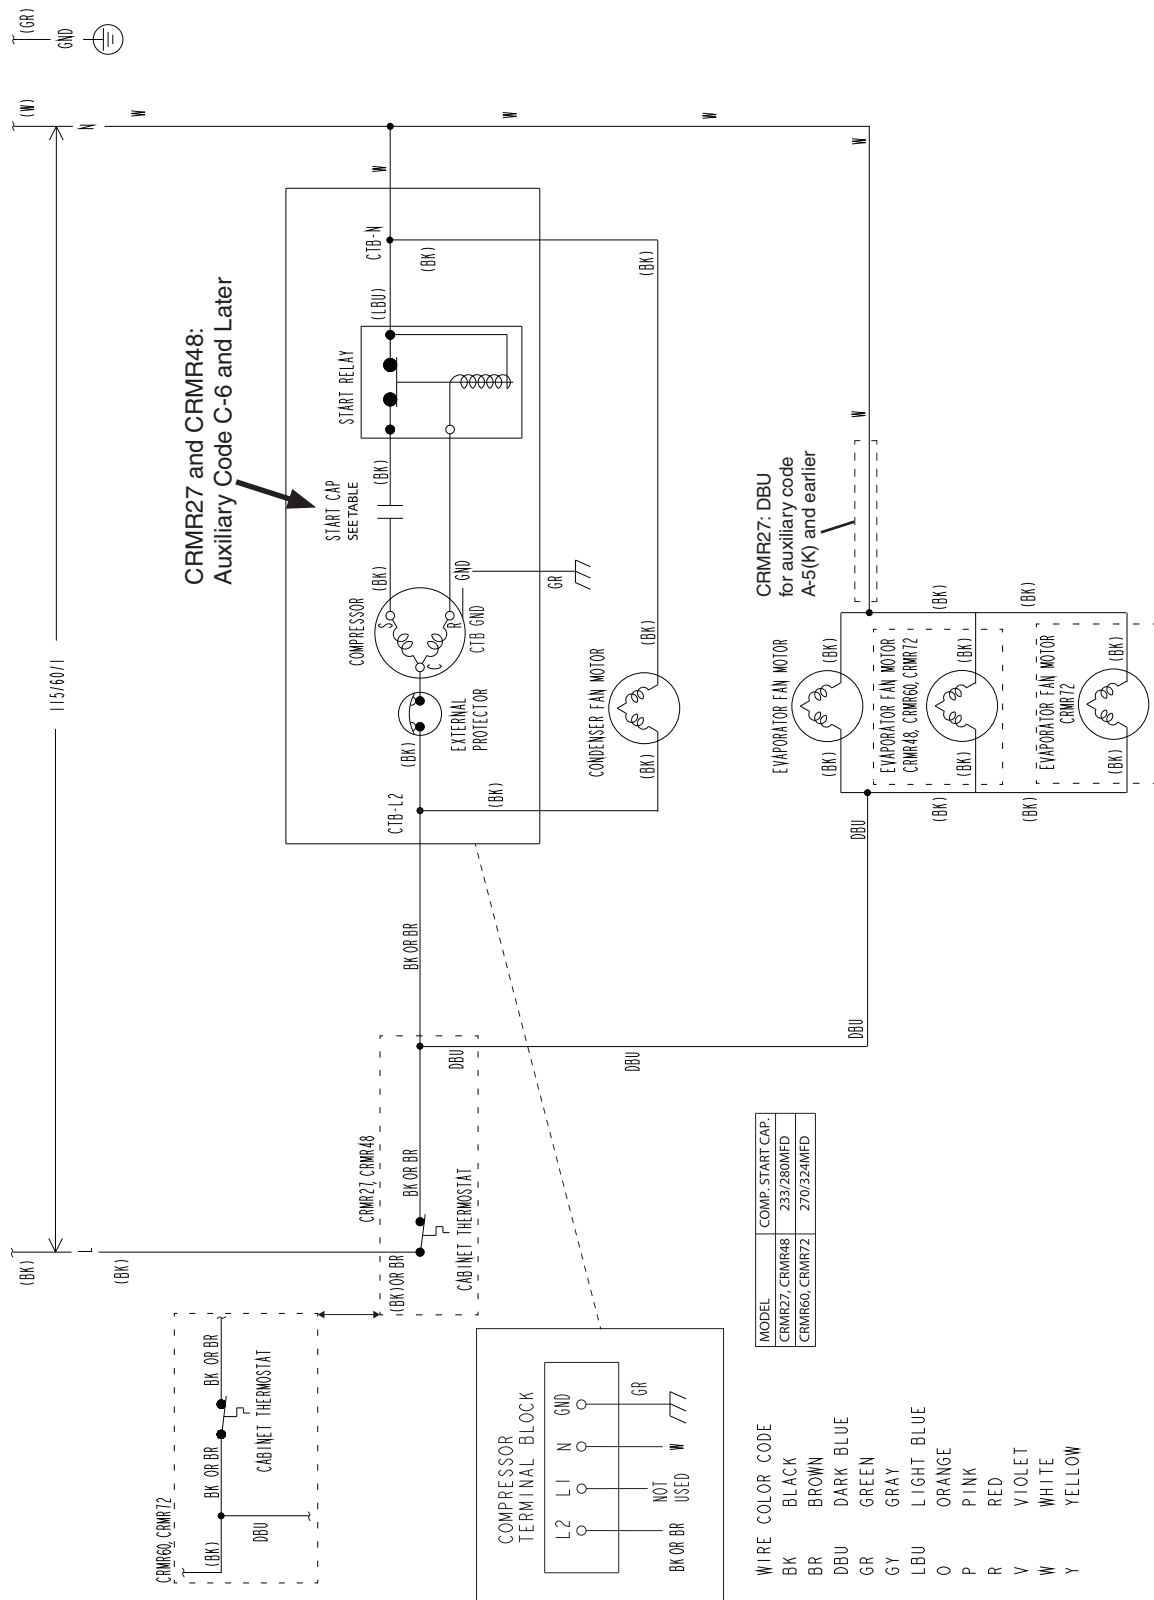 (GR)
GND
(W)
N
W
W
W
W
115/60/1
(BK)
L
(BK)
CRMR27 and CRMR48:
Auxiliary Code C-6 and Later
W
CTB-N
(BK)
(BK)
(LBU)
START RELAY
(BK)
START CAP
SEE TABLE
(BK)
COMPRESSOR
S
R
C
GND
CTB GND
GR
EXTERNAL
PROTECTOR
(BK)
CTB-L2
(BK)
CONDENSER FAN MOTOR
(BK)
(BK)
BK OR BR
CRMR27: DBU
for auxiliary code
A-5(K) and earlier
W
EVAPORATOR FAN MOTOR
(BK)
(BK)
EVAPORATOR FAN MOTOR
CRMR48, CRMR60, CRMR72
(BK)
(BK)
EVAPORATOR FAN MOTOR
CRMR72
(BK)
(BK)
(BK)
(BK)
(BK)
(BK)
DBU
DBU
DBU
DBU
CRMR27, CRMR48
BK OR BR
(BK)OR BR
CABINET THERMOSTAT
CRMR60, CRMR72
(BK)
BK OR BR
BK OR BR
DBU
CABINET THERMOSTAT
COMPRESSOR
TERMINAL BLOCK
L2 L1 N GND
BK OR BR
NOT
USED
W
GR
MODEL COMP. START CAP.
CRMR27, CRMR48 233/280MFD
CRMR60, CRMR72 270/324MFD
WIRE COLOR CODE
BK BLACK
BR BROWN
DBU DARK BLUE
GR GREEN
GY GRAY
LBU LIGHT BLUE
O ORANGE
P PINK
R RED
V VIOLET
W WHITE
Y YELLOW